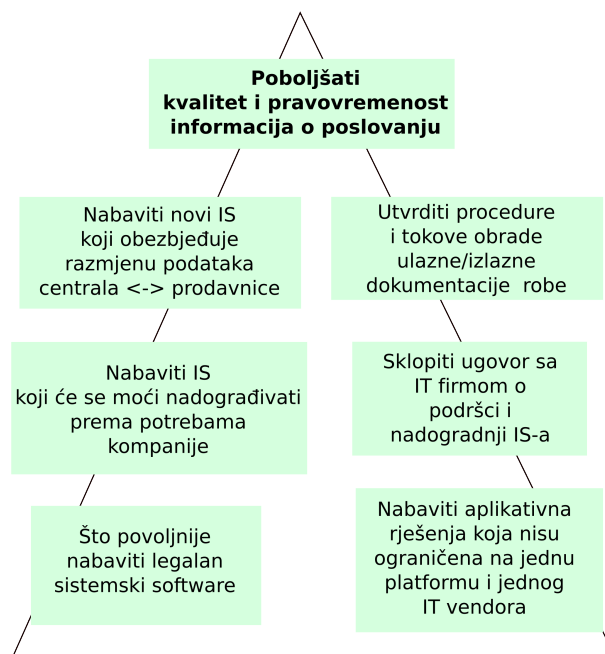 Poboljšati
kvalitet i pravovremenost
informacija o poslovanju
Nabaviti novi IS
koji obezbjeđuje
razmjenu podataka
centrala <-> prodavnice
Utvrditi procedure
i tokove obrade
ulazne/izlazne
dokumentacije robe
Nabaviti IS
koji će se moći nadograđivati
prema potrebama
kompanije
Sklopiti ugovor sa
IT firmom o
podršci i
nadogradnji IS-a
Što povoljnije
nabaviti legalan
sistemski software
Nabaviti aplikativna
rješenja koja nisu
ograničena na jednu
platformu i jednog
IT vendora